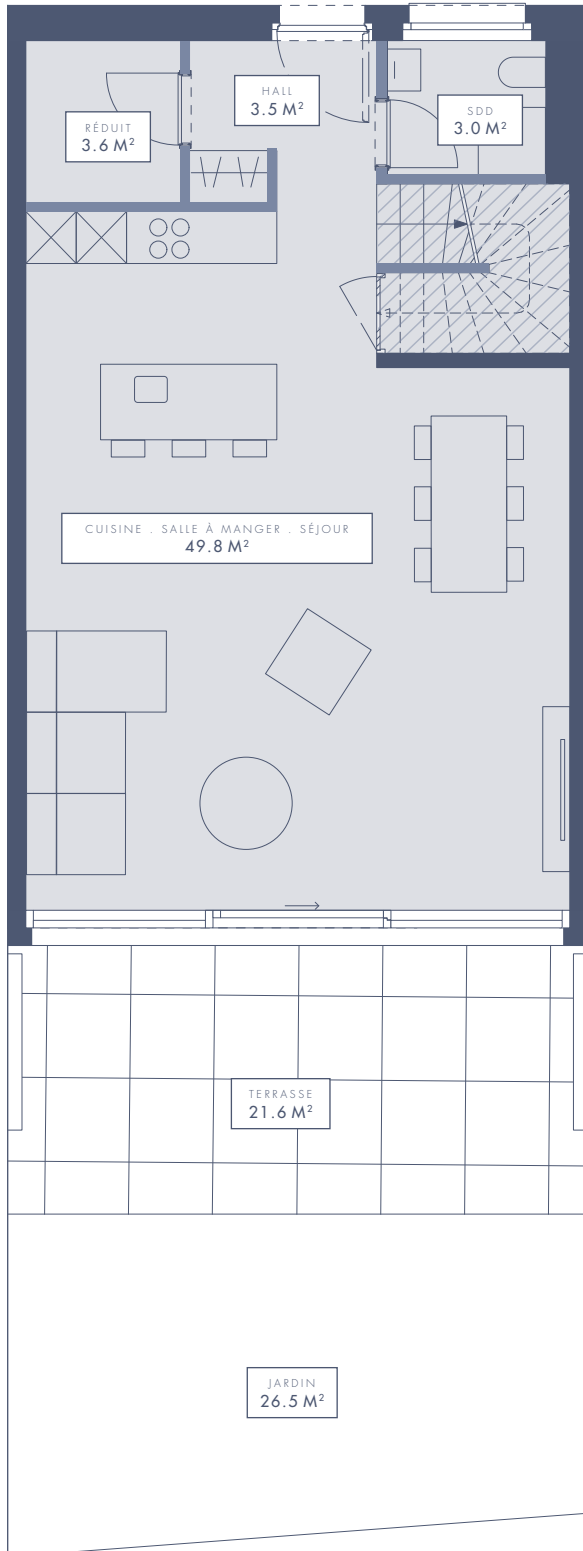 HALL
3.5 M²
SDD
3.0 M²
RÉDUIT
3.6 M²
CUISINE . SALLE À MANGER . SÉJOUR
49.8 M²
TERRASSE
21.6 M²
JARDIN
26.5 M²